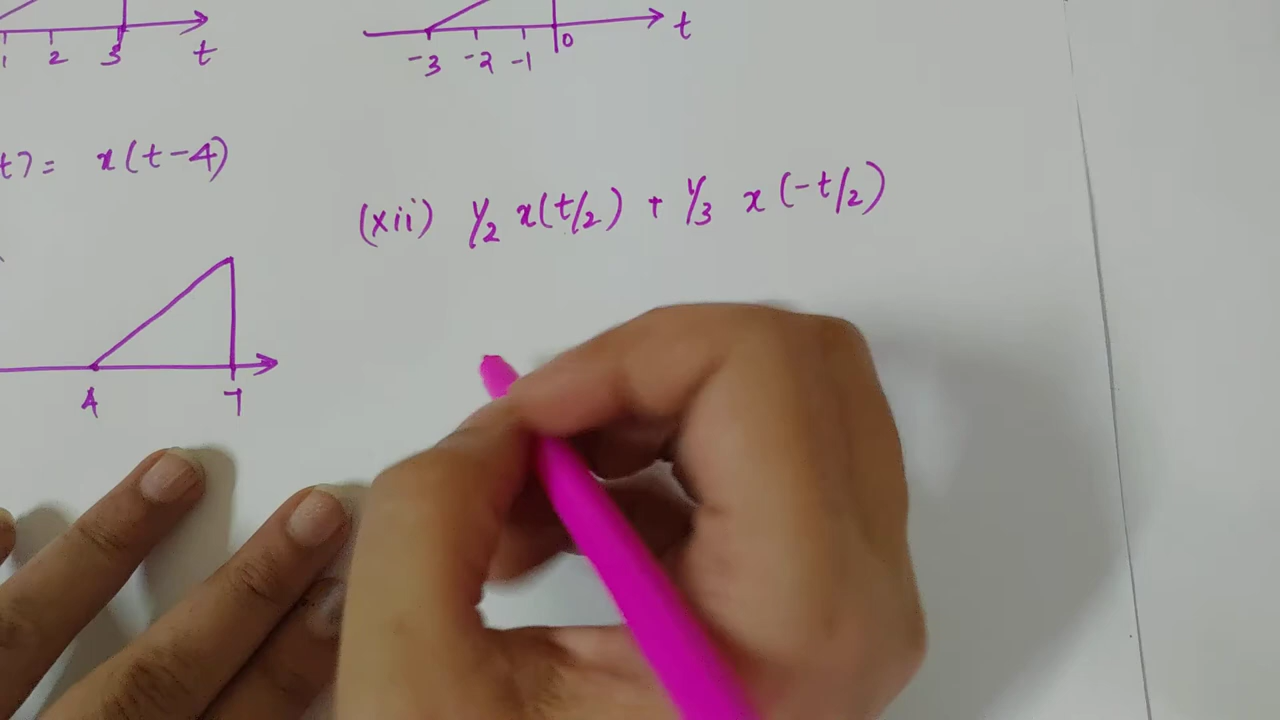 1 2 3 t
-3 -2 -1 0 t
t) = x(t-4)
(xii) 1/2 x(t/2) + 1/3 x(-t/2)
4 7